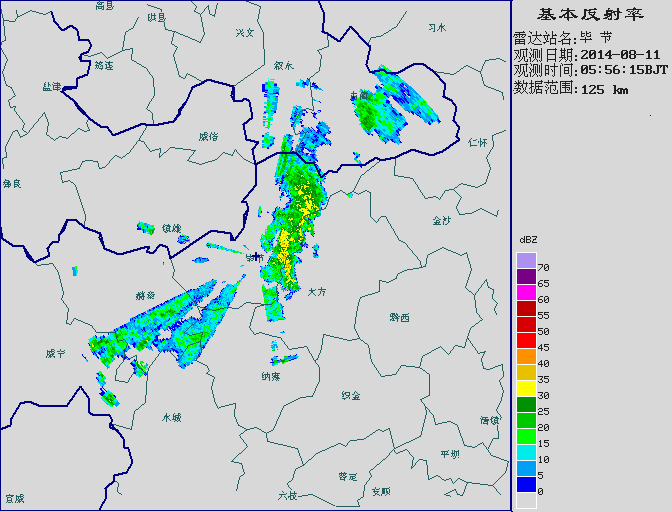 基本反射率
雷达站名:毕 节
观测日期:2014-08-11
观测时间:05:56:15BJT
数据范围:125 km
高县
珙县
兴文
习水
筠连
叙永
盐津
古蔺
威信
仁怀
彝良
镇雄
金沙
毕节
赫章
大方
黔西
威宁
纳雍
织金
水城
清镇
平坝
普定
安顺
六枝
宣威
dBZ
70
65
60
55
50
45
40
35
30
25
20
15
10
5
0